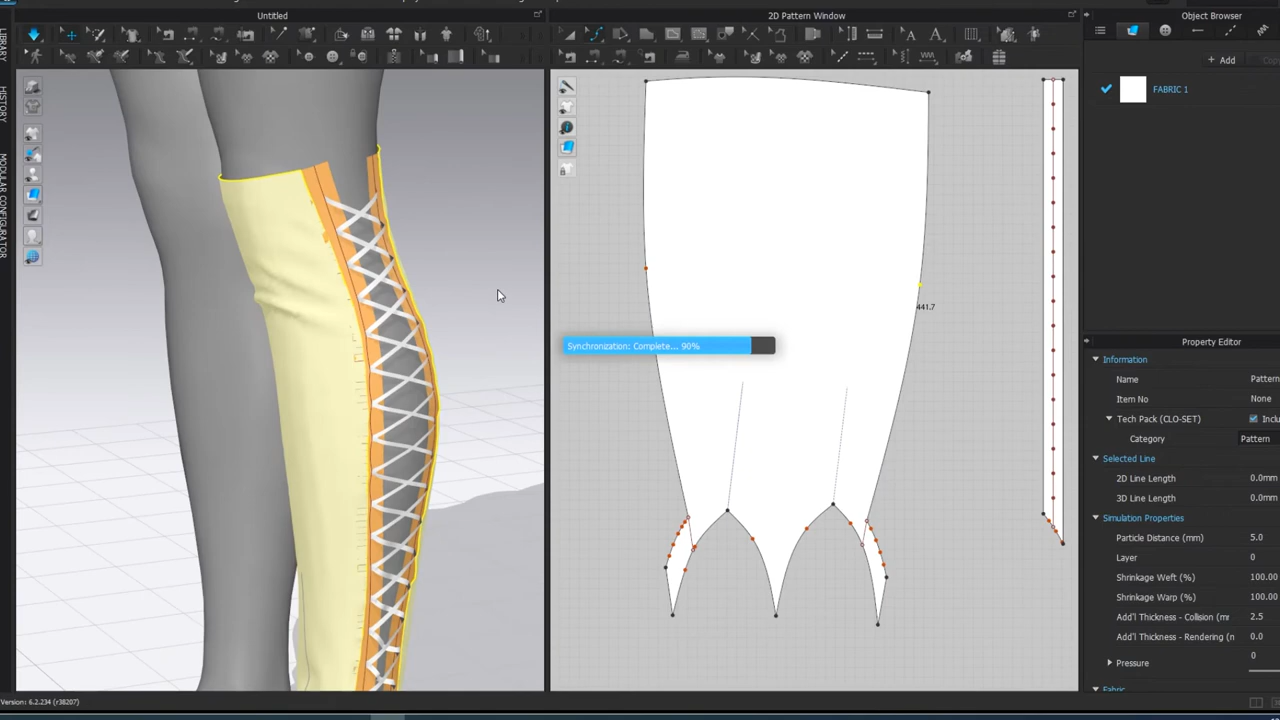 Untitled
2D Pattern Window
Object Browser
LIBRARY
HISTORY
MODULAR CONFIGURATOR
+ Add
FABRIC 1
441.7
Synchronization: Complete... 90%
Property Editor
Information
Name Pattern
Item No None
Tech Pack (CLO-SET) Inclu
Category Pattern
Selected Line
2D Line Length 0.0mm
3D Line Length 0.0mm
Simulation Properties
Particle Distance (mm) 5.0
Layer 0
Shrinkage Weft (%) 100.00
Shrinkage Warp (%) 100.00
Add'l Thickness - Collision (mr 2.5
Add'l Thickness - Rendering (n 0.0
Pressure 0
Fabric
Version: 6.2.234 (r38207)